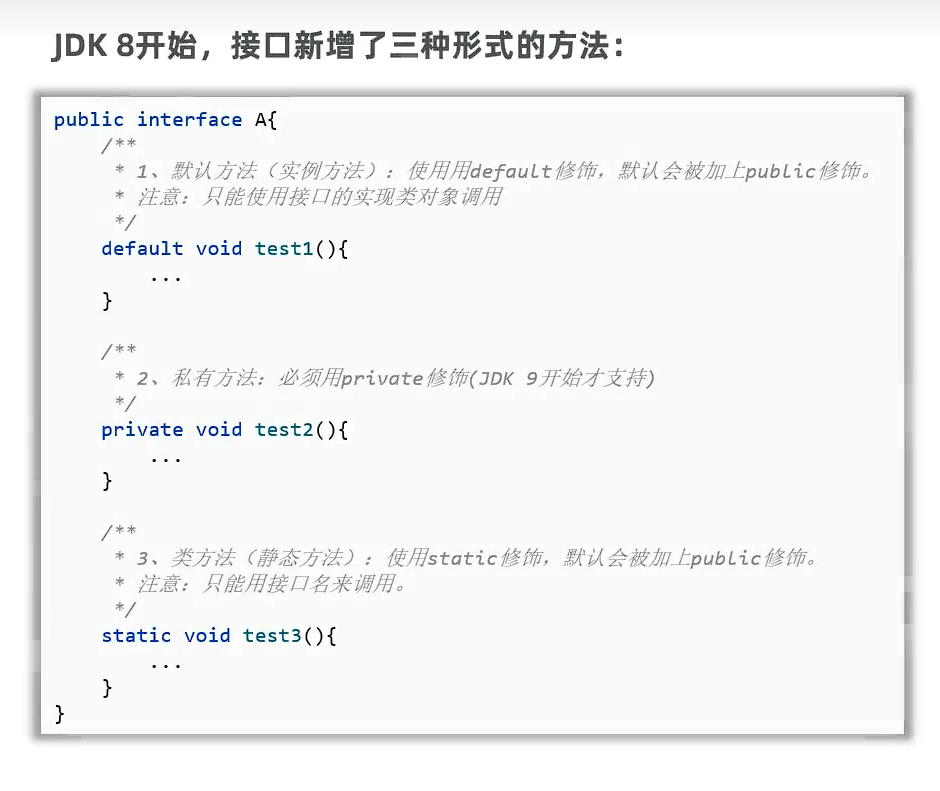 JDK 8开始，接口新增了三种形式的方法：
public interface A{
/**
* 1、默认方法（实例方法）：使用用default修饰，默认会被加上public修饰。
* 注意：只能使用接口的实现类对象调用
*/
default void test1(){
...
}
/**
* 2、私有方法：必须用private修饰(JDK 9开始才支持)
*/
private void test2(){
...
}
/**
* 3、类方法（静态方法）：使用static修饰，默认会被加上public修饰。
* 注意：只能用接口名来调用。
*/
static void test3(){
...
}
}